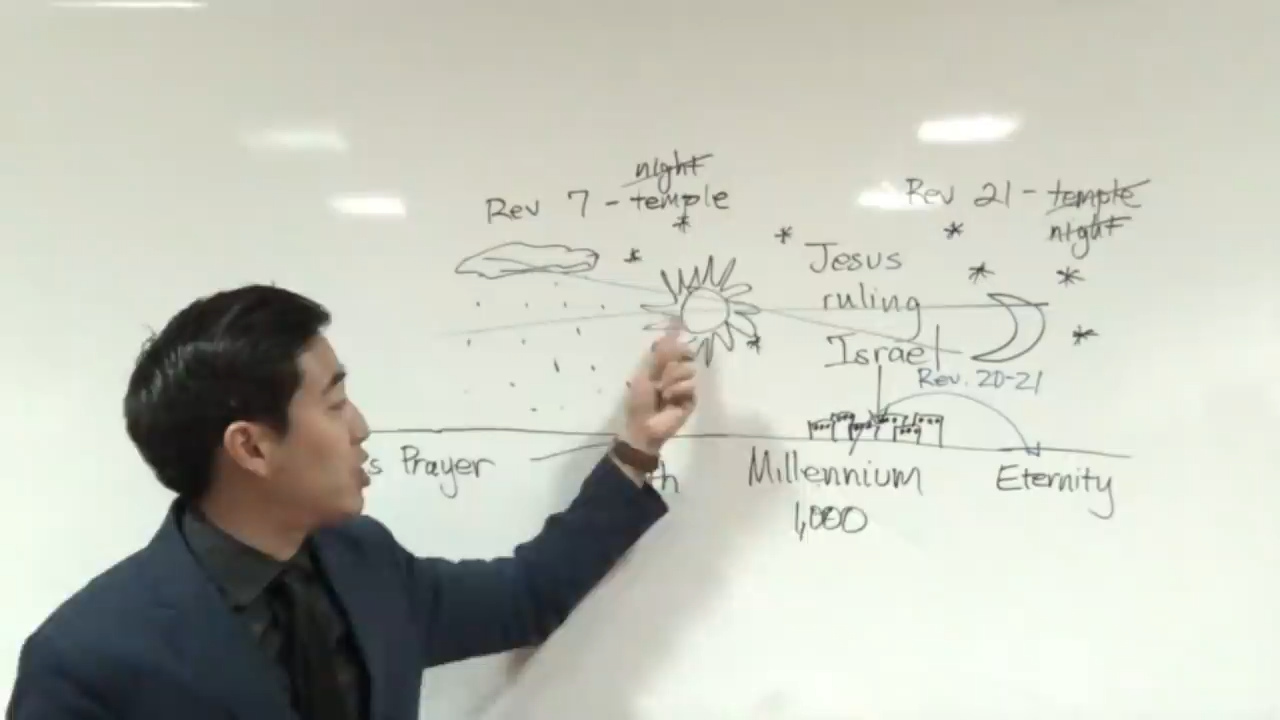 night
Rev 7 - temple
Rev 21 - temple
night
Jesus
ruling
Israel
Rev. 20-21
s Prayer
th
Millennium
1,000
Eternity